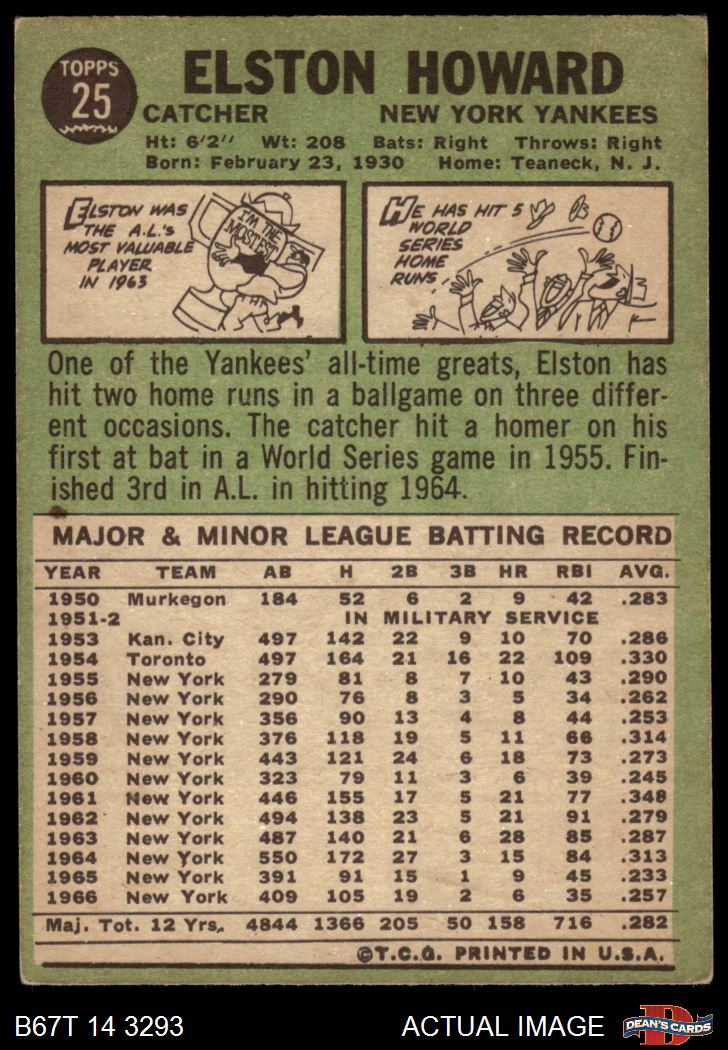 TOPPS
25
ELSTON HOWARD
CATCHER NEW YORK YANKEES
Ht: 6'2" Wt: 208 Bats: Right Throws: Right
Born: February 23, 1930 Home: Teaneck, N. J.
ELSTON WAS
THE A.L.'s
MOST VALUABLE
PLAYER
IN 1963
I'M THE
MOSTEST
HE HAS HIT 5
WORLD
SERIES
HOME
RUNS
One of the Yankees' all-time greats, Elston has
hit two home runs in a ballgame on three differ-
ent occasions. The catcher hit a homer on his
first at bat in a World Series game in 1955. Fin-
ished 3rd in A.L. in hitting 1964.
MAJOR & MINOR LEAGUE BATTING RECORD
YEAR TEAM AB H 2B 3B HR RBI AVG.
1950 Murkegon 184 52 6 2 9 42 .283
1951-2 IN MILITARY SERVICE
1953 Kan. City 497 142 22 9 10 70 .286
1954 Toronto 497 164 21 16 22 109 .330
1955 New York 279 81 8 7 10 43 .290
1956 New York 290 76 8 3 5 34 .262
1957 New York 356 90 13 4 8 44 .253
1958 New York 376 118 19 5 11 66 .314
1959 New York 443 121 24 6 18 73 .273
1960 New York 323 79 11 3 6 39 .245
1961 New York 446 155 17 5 21 77 .348
1962 New York 494 138 23 5 21 91 .279
1963 New York 487 140 21 6 28 85 .287
1964 New York 550 172 27 3 15 84 .313
1965 New York 391 91 15 1 9 45 .233
1966 New York 409 105 19 2 6 35 .257
Maj. Tot. 12 Yrs. 4844 1366 205 50 158 716 .282
©T.C.G. PRINTED IN U.S.A.
B67T 14 3293 ACTUAL IMAGE
D
DEAN'S CARDS